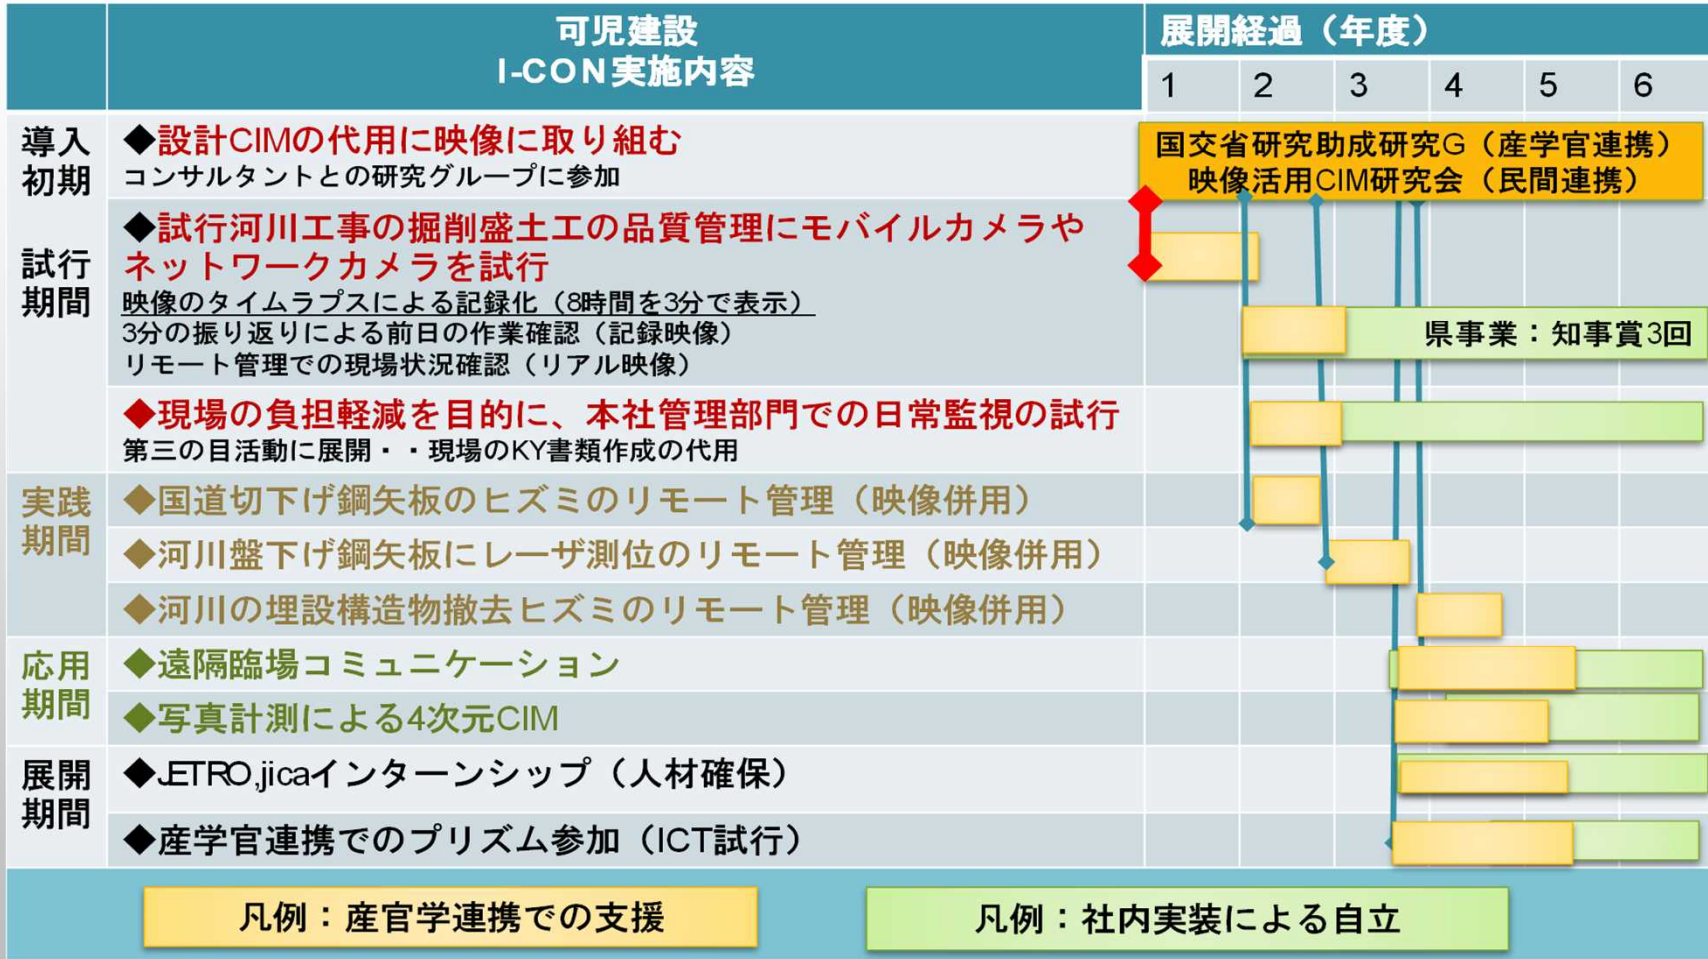 可児建設
I-CON実施内容
展開経過（年度）
1 2 3 4 5 6
導入
初期
◆設計CIMの代用に映像に取り組む
コンサルタントとの研究グループに参加
国交省研究助成研究G（産学官連携）
映像活用CIM研究会（民間連携）
試行
期間
◆試行河川工事の掘削盛土工の品質管理にモバイルカメラや
ネットワークカメラを試行
映像のタイムラプスによる記録化（8時間を3分で表示）
3分の振り返りによる前日の作業確認（記録映像）
リモート管理での現場状況確認（リアル映像）
県事業：知事賞3回
◆現場の負担軽減を目的に、本社管理部門での日常監視の試行
第三の目活動に展開・・現場のKY書類作成の代用
実践
期間
◆国道切下げ鋼矢板のヒズミのリモート管理（映像併用）
◆河川盤下げ鋼矢板にレーザ測位のリモート管理（映像併用）
◆河川の埋設構造物撤去ヒズミのリモート管理（映像併用）
応用
期間
◆遠隔臨場コミュニケーション
◆写真計測による4次元CIM
展開
期間
◆JETRO,jicaインターンシップ（人材確保）
◆産学官連携でのプリズム参加（ICT試行）
凡例：産官学連携での支援
凡例：社内実装による自立